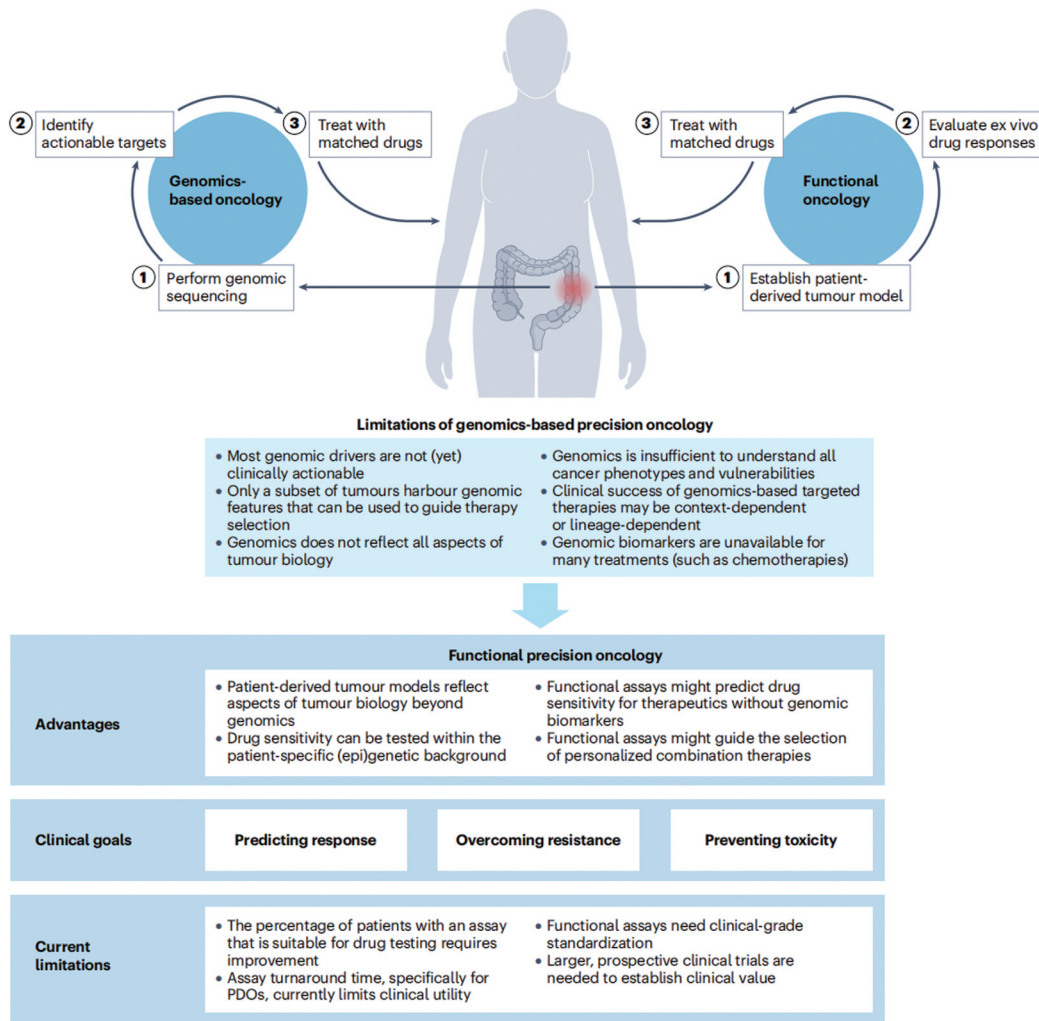 ② Identify
actionable targets
③ Treat with
matched drugs
Genomics-
based oncology
① Perform genomic
sequencing
③ Treat with
matched drugs
② Evaluate ex vivo
drug responses
Functional
oncology
① Establish patient-
derived tumour model
Limitations of genomics-based precision oncology
• Most genomic drivers are not (yet)
clinically actionable
• Only a subset of tumours harbour genomic
features that can be used to guide therapy
selection
• Genomics does not reflect all aspects of
tumour biology
• Genomics is insufficient to understand all
cancer phenotypes and vulnerabilities
• Clinical success of genomics-based targeted
therapies may be context-dependent
or lineage-dependent
• Genomic biomarkers are unavailable for
many treatments (such as chemotherapies)
Functional precision oncology
Advantages
• Patient-derived tumour models reflect
aspects of tumour biology beyond
genomics
• Drug sensitivity can be tested within the
patient-specific (epi)genetic background
• Functional assays might predict drug
sensitivity for therapeutics without genomic
biomarkers
• Functional assays might guide the selection
of personalized combination therapies
Clinical goals
Predicting response
Overcoming resistance
Preventing toxicity
Current
limitations
• The percentage of patients with an assay
that is suitable for drug testing requires
improvement
• Assay turnaround time, specifically for
PDOs, currently limits clinical utility
• Functional assays need clinical-grade
standardization
• Larger, prospective clinical trials are
needed to establish clinical value